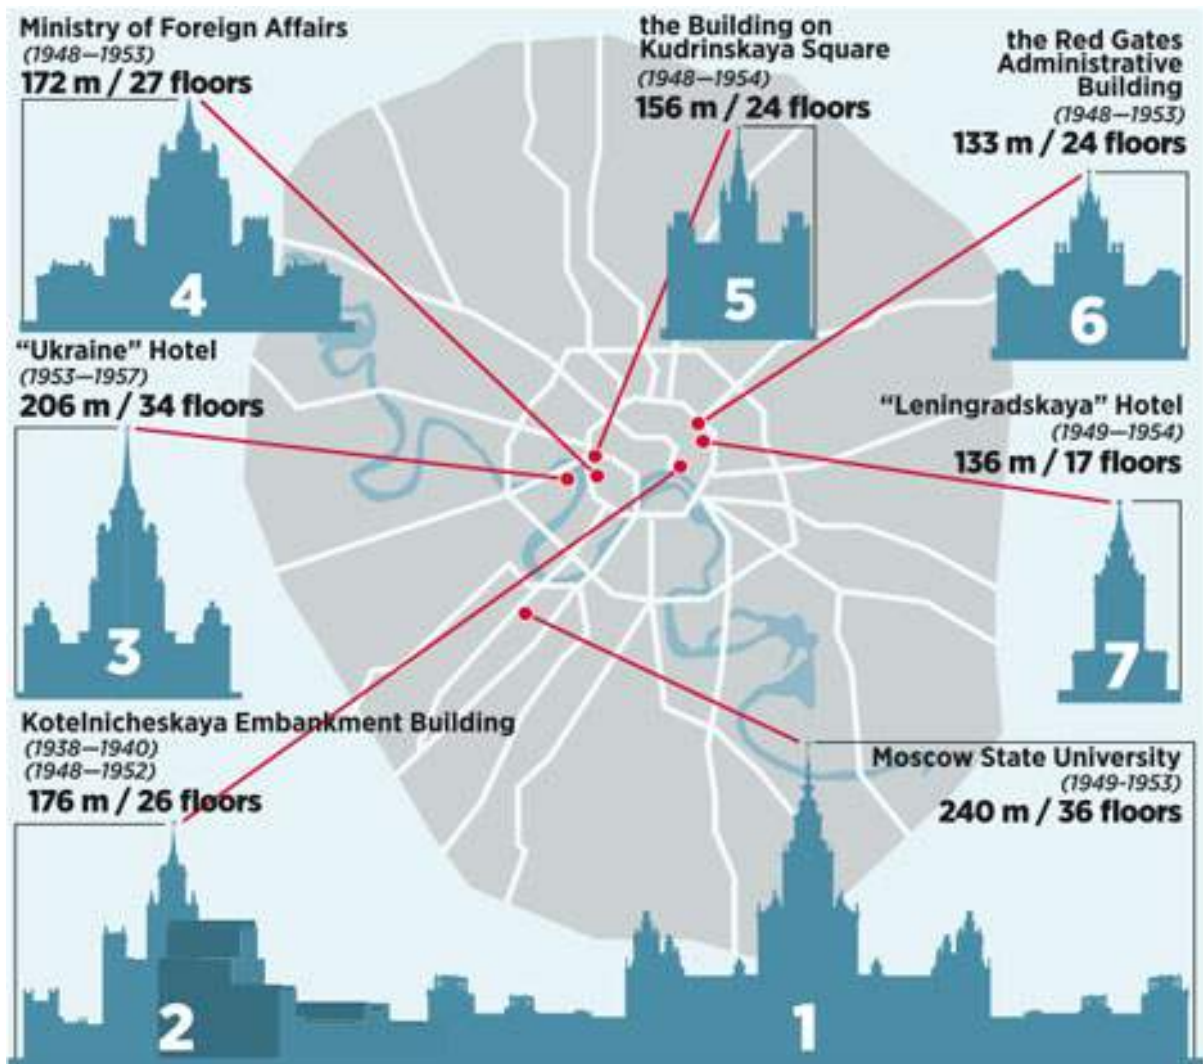 Ministry of Foreign Affairs
(1948—1953)
172 m / 27 floors
4
the Building on
Kudrinskaya Square
(1948—1954)
156 m / 24 floors
5
the Red Gates
Administrative
Building
(1948—1953)
133 m / 24 floors
6
“Ukraine” Hotel
(1953—1957)
206 m / 34 floors
3
“Leningradskaya” Hotel
(1949—1954)
136 m / 17 floors
7
Kotelnicheskaya Embankment Building
(1938—1940)
(1948—1952)
176 m / 26 floors
2
Moscow State University
(1949-1953)
240 m / 36 floors
1